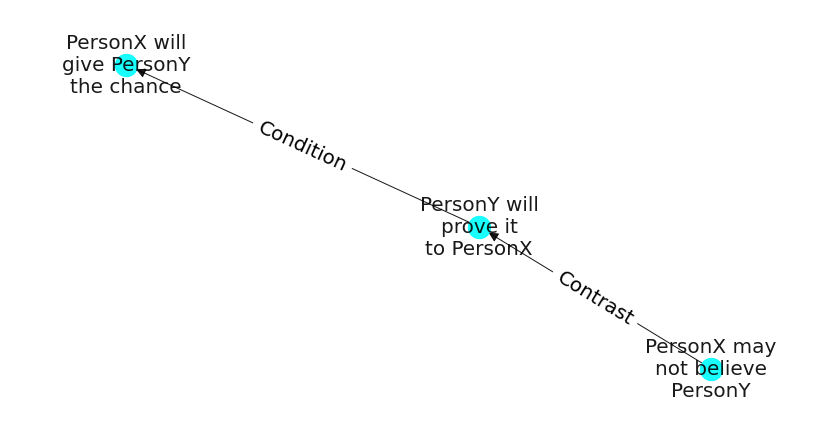 PersonX will
give PersonY
the chance
Condition
PersonY will
prove it
to PersonX
Contrast
PersonX may
not believe
PersonY